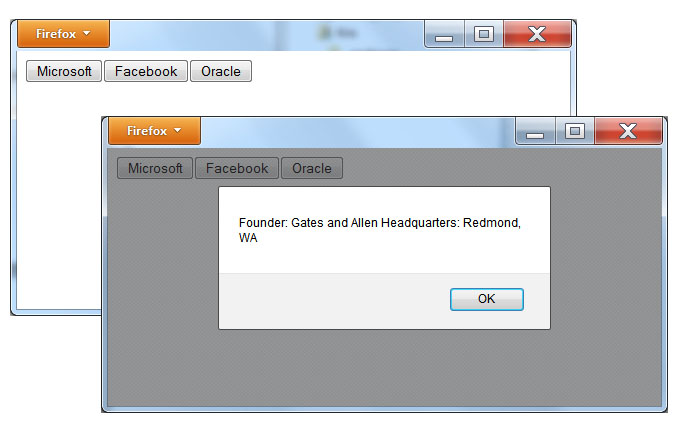 Firefox
Microsoft Facebook Oracle
Firefox
Microsoft Facebook Oracle
Founder: Gates and Allen Headquarters: Redmond,
WA
OK